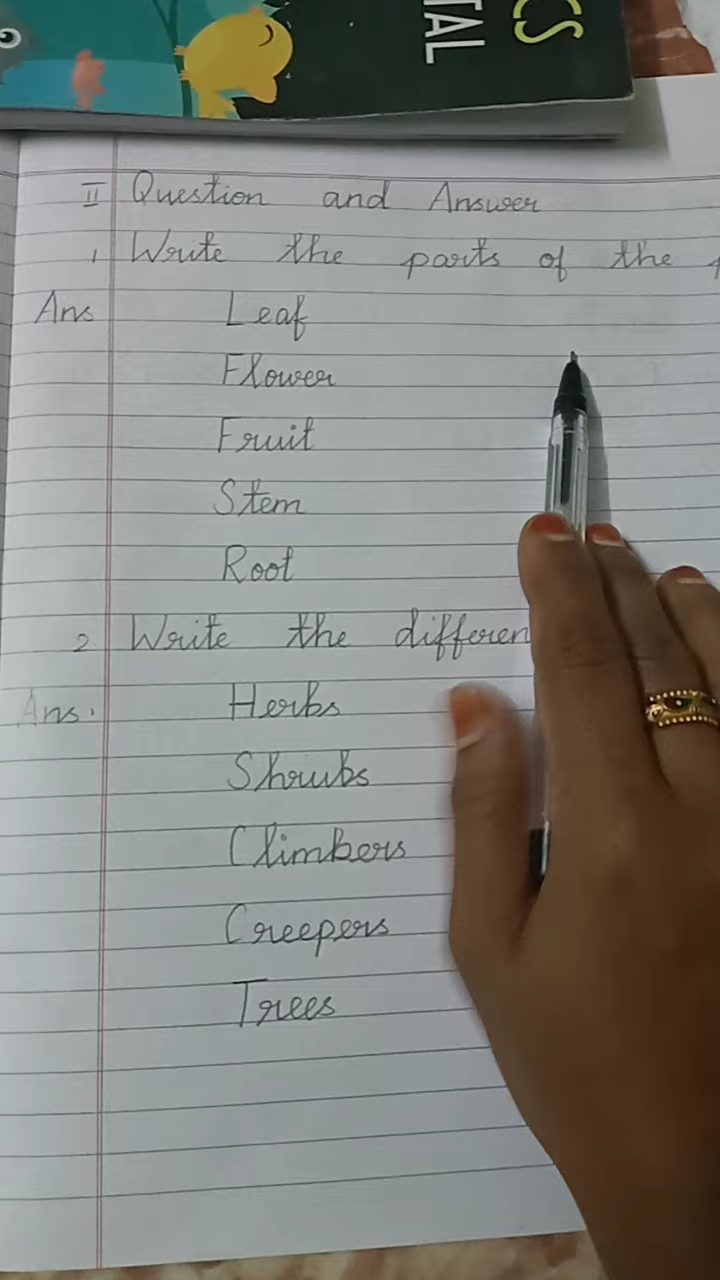 CS
TAL
II Question and Answer
1. Write the parts of the
Ans Leaf
Flower
Fruit
Stem
Root
2. Write the differen
Ans. Herbs
Shrubs
Climbers
Creepers
Trees